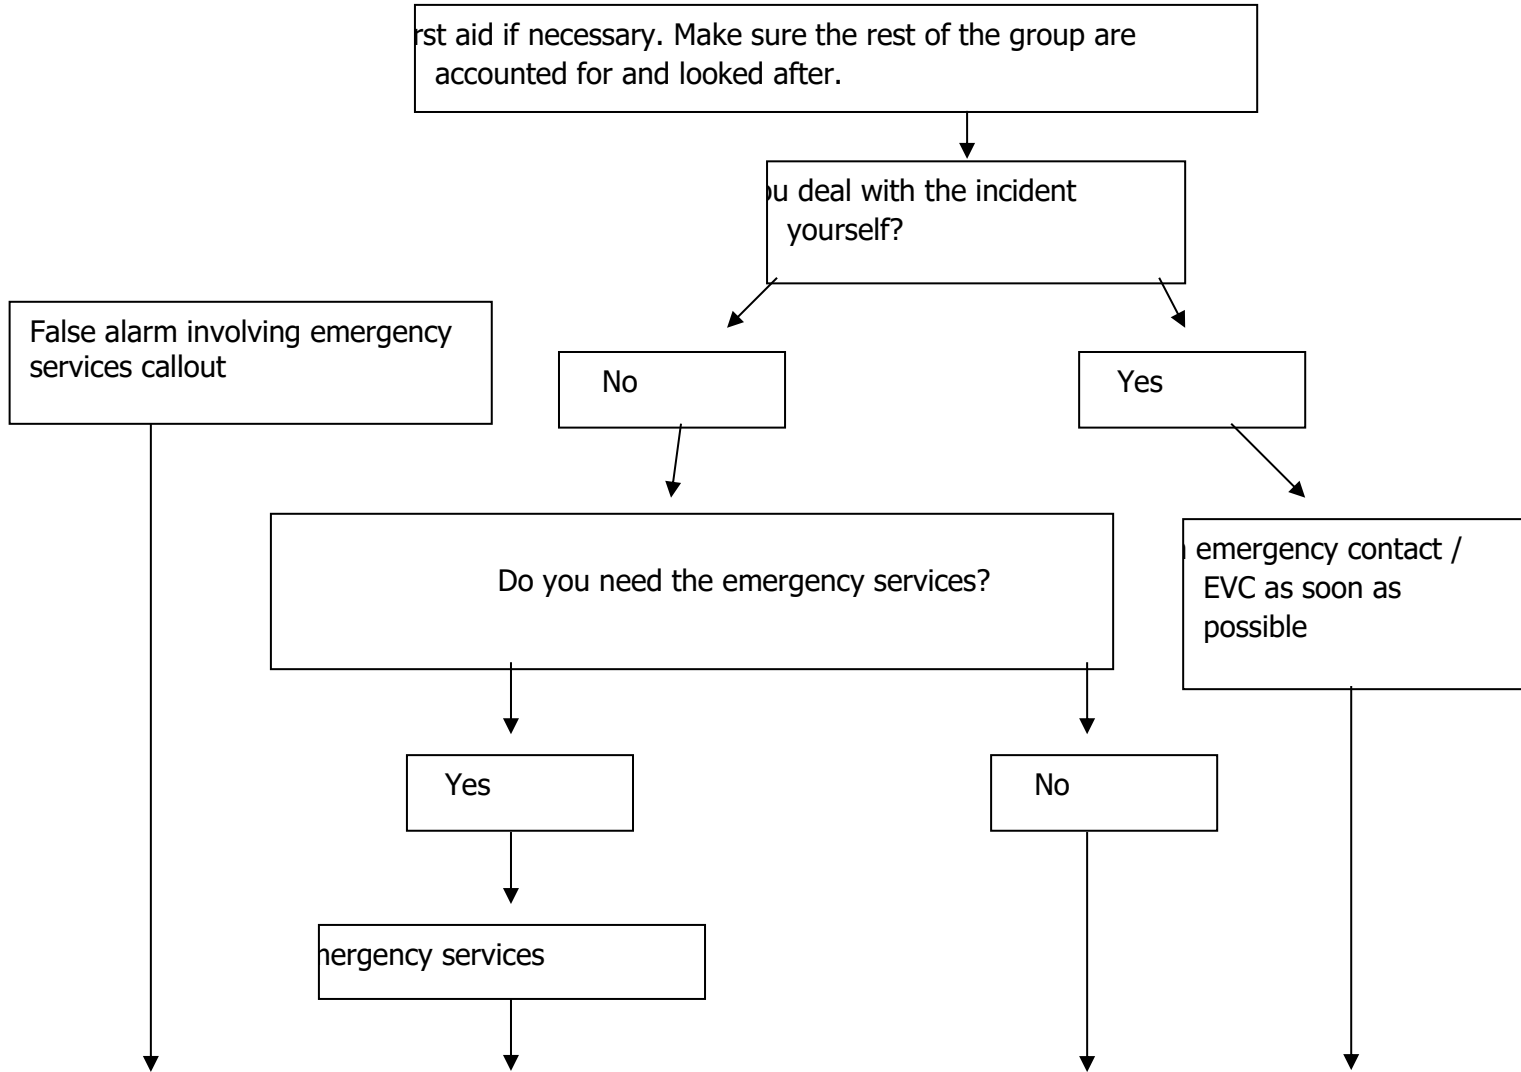 aid if necessary. Make sure the rest of the group are
accounted for and looked after.
deal with the incident
yourself?
False alarm involving emergency
services callout
No
Yes
Do you need the emergency services?
emergency contact /
EVC as soon as
possible
Yes
No
services